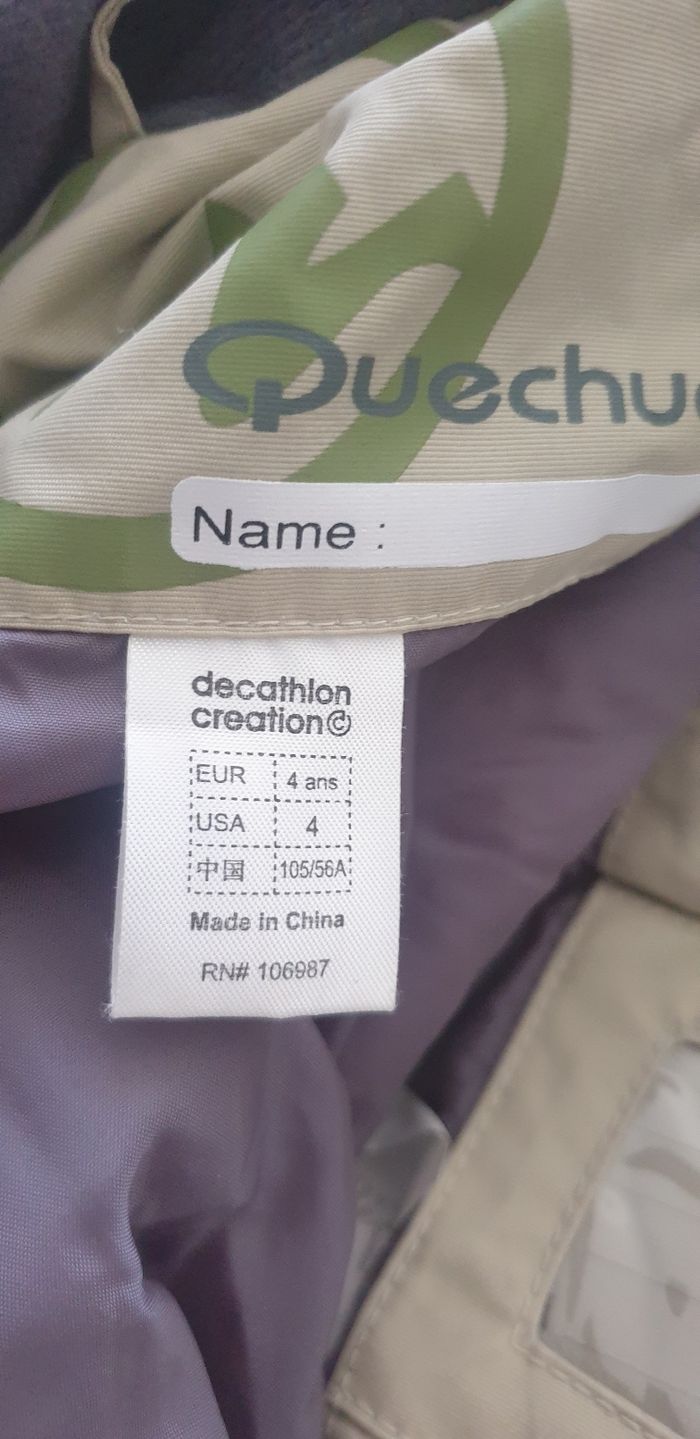 Quechua
Name :
decathlon
creation©
EUR 4 ans
USA 4
中国 105/56A
Made in China
RN# 106987